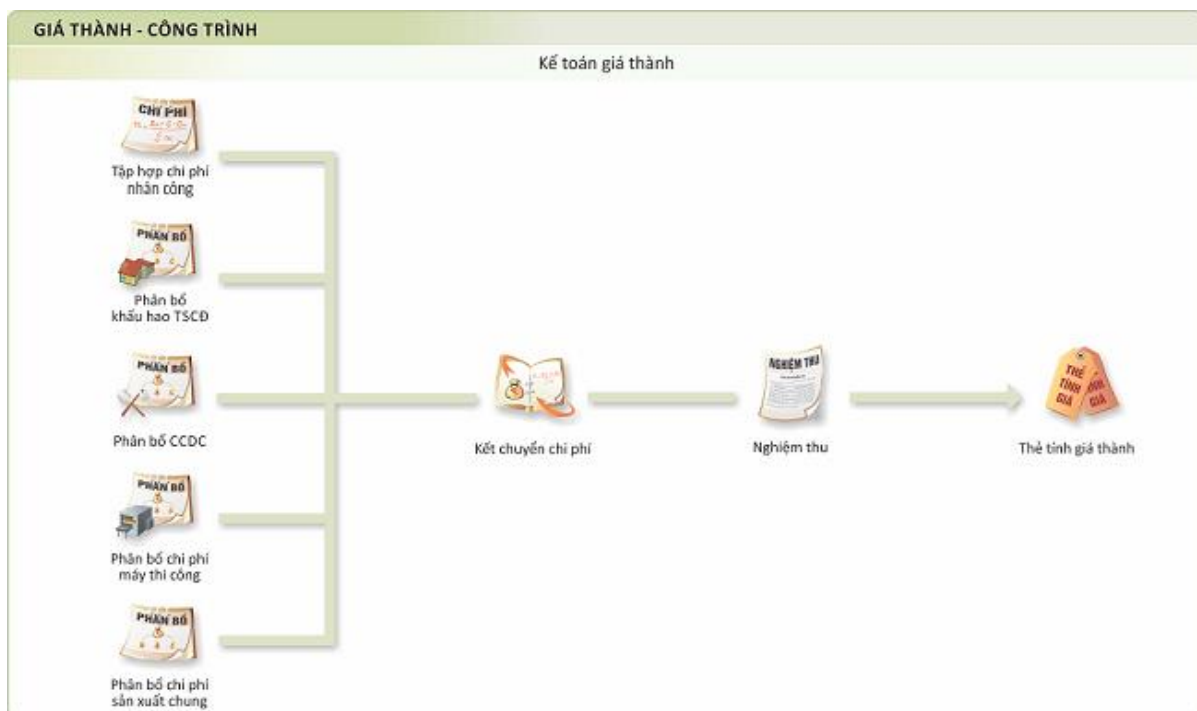 GIÁ THÀNH - CÔNG TRÌNH
Kế toán giá thành
CHI PHÍ
Tập hợp chi phí
nhân công
PHÂN BỔ
Phân bổ
khấu hao TSCĐ
PHÂN BỔ
Phân bổ CCDC
Kết chuyển chi phí
NGHIỆM THU
Nghiệm thu
THẺ
TÍNH
GIÁ
Thẻ tính giá thành
PHÂN BỔ
Phân bổ chi phí
máy thi công
PHÂN BỔ
Phân bổ chi phí
sản xuất chung